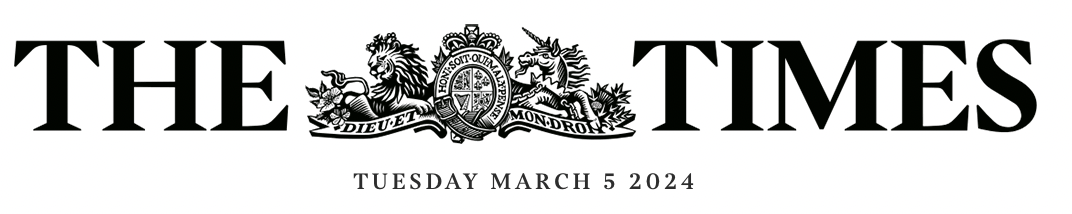 THE TIMES
HONI·SOIT·QUI·MAL·Y·PENSE
DIEU·ET MON·DROIT
TUESDAY MARCH 5 2024